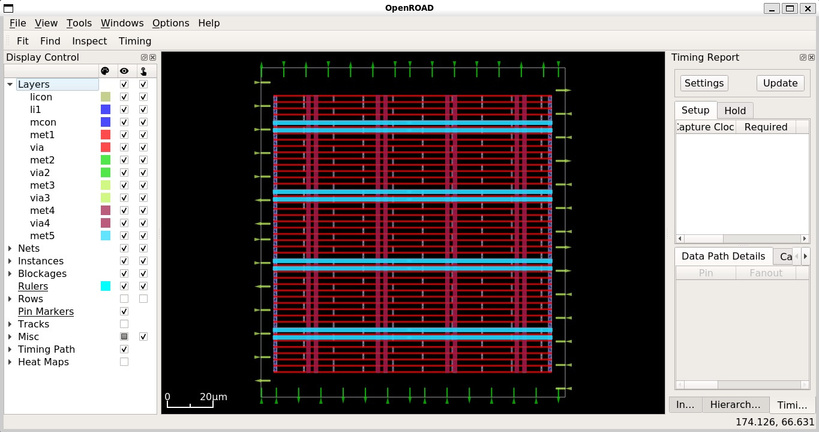 OpenROAD
File View Tools Windows Options Help
Fit Find Inspect Timing
Display Control
Layers
licon
li1
mcon
met1
via
met2
via2
met3
via3
met4
via4
met5
Nets
Instances
Blockages
Rulers
Rows
Pin Markers
Tracks
Misc
Timing Path
Heat Maps
0 20μm
Timing Report
Settings Update
Setup Hold
Capture Cloc Required
Data Path Details Ca
Pin Fanout
In... Hierarch... Timi...
174.126, 66.631